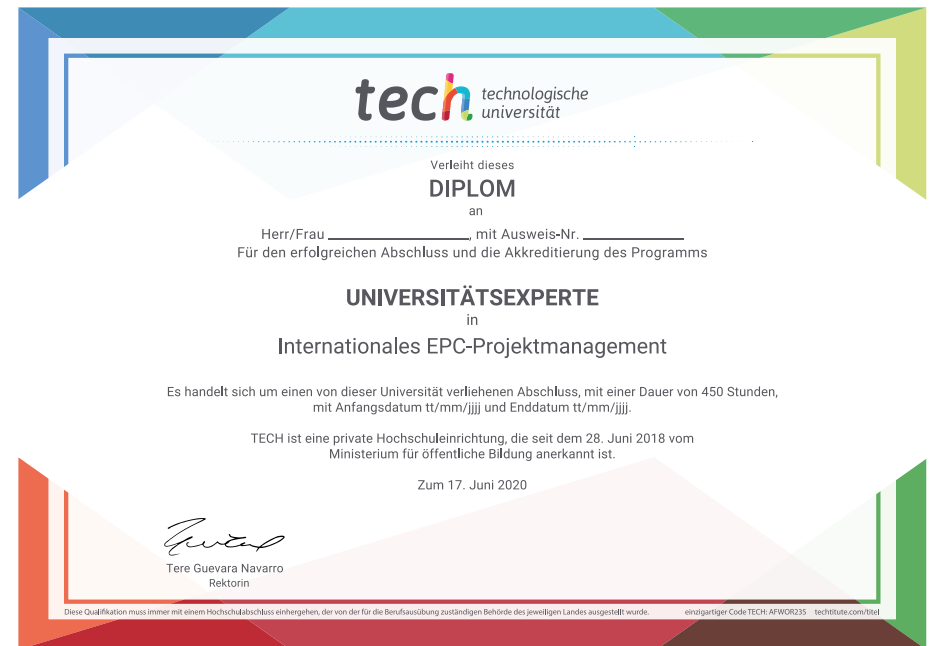 tech technologische
universität
Verleiht dieses
DIPLOM
an
Herr/Frau ____________________, mit Ausweis-Nr. ______________
Für den erfolgreichen Abschluss und die Akkreditierung des Programms
UNIVERSITÄTSEXPERTE
in
Internationales EPC-Projektmanagement
Es handelt sich um einen von dieser Universität verliehenen Abschluss, mit einer Dauer von 450 Stunden,
mit Anfangsdatum tt/mm/jjjj und Enddatum tt/mm/jjjj.
TECH ist eine private Hochschuleinrichtung, die seit dem 28. Juni 2018 vom
Ministerium für öffentliche Bildung anerkannt ist.
Zum 17. Juni 2020
Tere Guevara Navarro
Rektorin
Diese Qualifikation muss immer mit einem Hochschulabschluss einhergehen, der von der für die Berufsausübung zuständigen Behörde des jeweiligen Landes ausgestellt wurde. einzigartiger Code TECH: AFWOR23S techtitute.com/titel